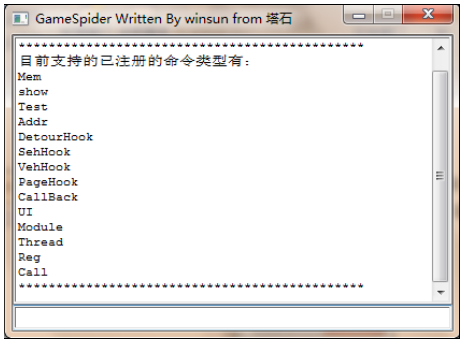 GameSpider Written By winsun from 塔石
**********************************************
目前支持的已注册的命令类型有:
Mem
show
Test
Addr
DetourHook
SehHook
VehHook
PageHook
CallBack
UI
Module
Thread
Reg
Call
**********************************************